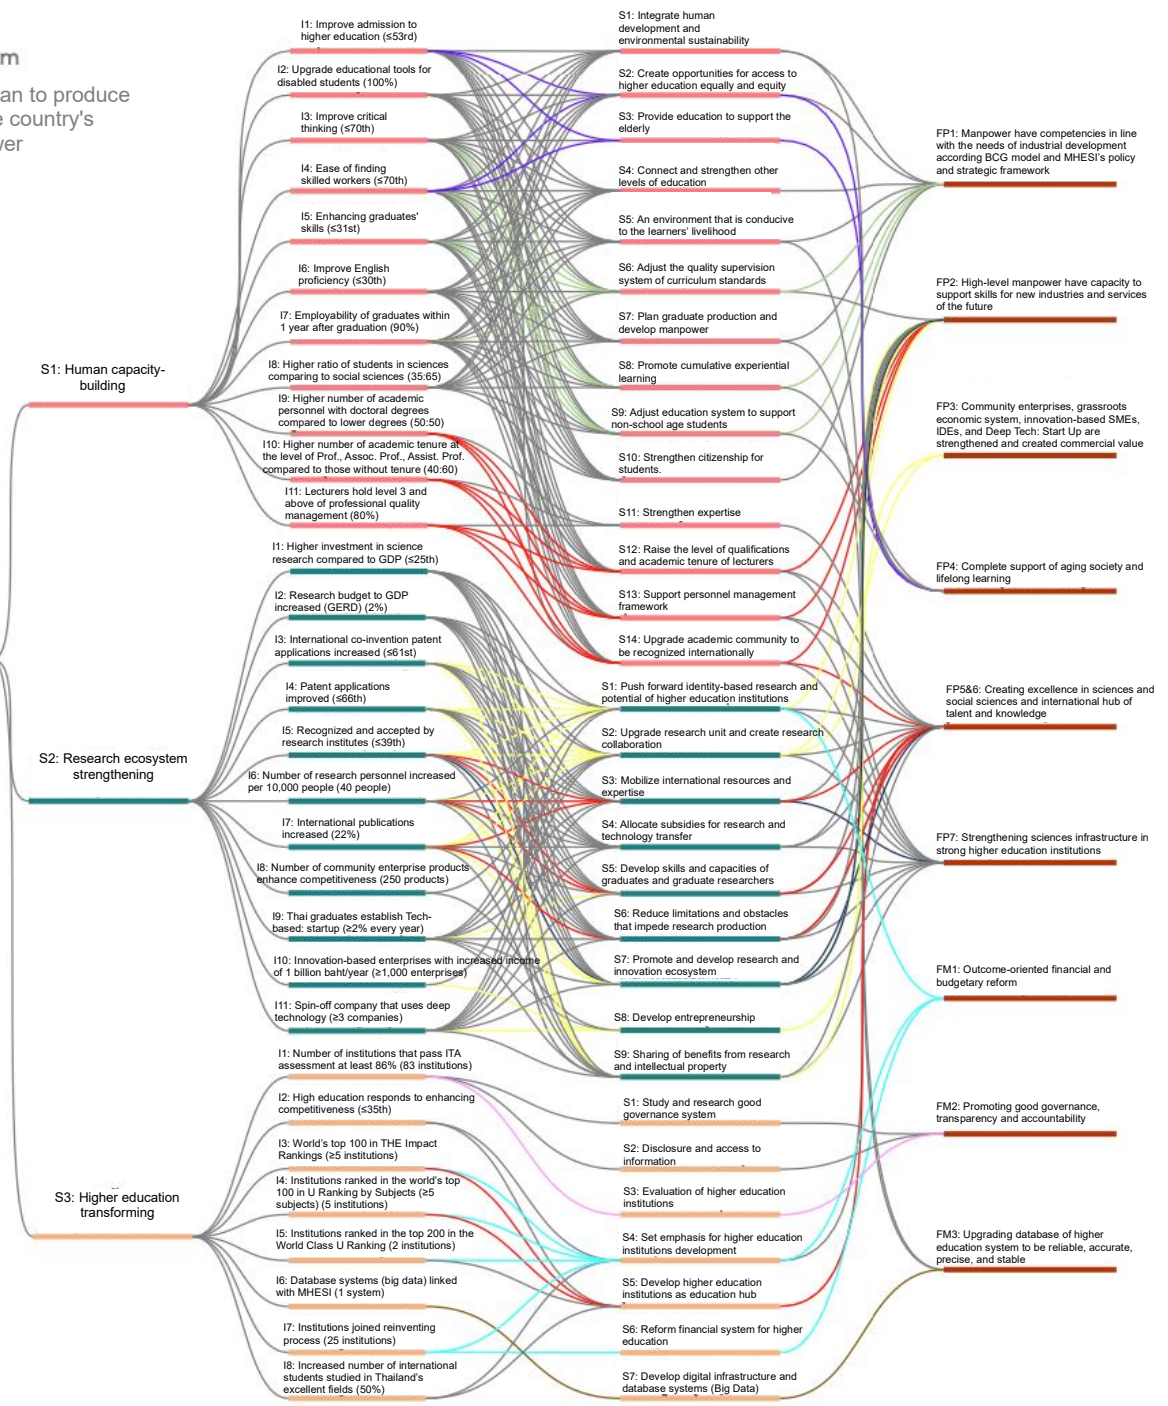 m
an to produce
e country's
ver
S1: Human capacity-
building
S2: Research ecosystem
strengthening
S3: Higher education
transforming
I1: Improve admission to
higher education (≤53rd)
I2: Upgrade educational tools for
disabled students (100%)
I3: Improve critical
thinking (≤70th)
I4: Ease of finding
skilled workers (≤70th)
I5: Enhancing graduates'
skills (≤31st)
I6: Improve English
proficiency (≤30th)
I7: Employability of graduates within
1 year after graduation (90%)
I8: Higher ratio of students in sciences
comparing to social sciences (35:65)
I9: Higher number of academic
personnel with doctoral degrees
compared to lower degrees (50:50)
I10: Higher number of academic tenure at
the level of Prof., Assoc. Prof., Assist. Prof.
compared to those without tenure (40:60)
I11: Lecturers hold level 3 and
above of professional quality
management (80%)
I1: Higher investment in science
research compared to GDP (≤25th)
I2: Research budget to GDP
increased (GERD) (2%)
I3: International co-invention patent
applications increased (≤61st)
I4: Patent applications
improved (≤66th)
I5: Recognized and accepted by
research institutes (≤39th)
I6: Number of research personnel increased
per 10,000 people (40 people)
I7: International publications
increased (22%)
I8: Number of community enterprise products
enhance competitiveness (250 products)
I9: Thai graduates establish Tech-
based: startup (≥2% every year)
I10: Innovation-based enterprises with increased income
of 1 billion baht/year (≥1,000 enterprises)
I11: Spin-off company that uses deep
technology (≥3 companies)
I1: Number of institutions that pass ITA
assessment at least 86% (83 institutions)
I2: High education responds to enhancing
competitiveness (≤35th)
I3: World's top 100 in THE Impact
Rankings (≥5 institutions)
I4: Institutions ranked in the world's top
100 in U Ranking by Subjects (≥5
subjects) (5 institutions)
I5: Institutions ranked in the top 200 in the
World Class U Ranking (2 institutions)
I6: Database systems (big data) linked
with MHESI (1 system)
I7: Institutions joined reinventing
process (25 institutions)
I8: Increased number of international
students studied in Thailand's
excellent fields (50%)
S1: Integrate human
development and
environmental sustainability
S2: Create opportunities for access to
higher education equally and equity
S3: Provide education to support the
elderly
S4: Connect and strengthen other
levels of education
S5: An environment that is conducive
to the learners' livelihood
S6: Adjust the quality supervision
system of curriculum standards
S7: Plan graduate production and
develop manpower
S8: Promote cumulative experiential
learning
S9: Adjust education system to support
non-school age students
S10: Strengthen citizenship for
students.
S11: Strengthen expertise
S12: Raise the level of qualifications
and academic tenure of lecturers
S13: Support personnel management
framework
S14: Upgrade academic community to
be recognized internationally
S1: Push forward identity-based research and
potential of higher education institutions
S2: Upgrade research unit and create research
collaboration
S3: Mobilize international resources and
expertise
S4: Allocate subsidies for research and
technology transfer
S5: Develop skills and capacities of
graduates and graduate researchers
S6: Reduce limitations and obstacles
that impede research production
S7: Promote and develop research and
innovation ecosystem
S8: Develop entrepreneurship
S9: Sharing of benefits from research
and intellectual property
S1: Study and research good
governance system
S2: Disclosure and access to
information
S3: Evaluation of higher education
institutions
S4: Set emphasis for higher education
institutions development
S5: Develop higher education
institutions as education hub
S6: Reform financial system for higher
education
S7: Develop digital infrastructure and
database systems (Big Data)
FP1: Manpower have competencies in line
with the needs of industrial development
according BCG model and MHESI's policy
and strategic framework
FP2: High-level manpower have capacity to
support skills for new industries and services
of the future
FP3: Community enterprises, grassroots
economic system, innovation-based SMEs,
IDEs, and Deep Tech: Start Up are
strengthened and created commercial value
FP4: Complete support of aging society and
lifelong learning
FP5&6: Creating excellence in sciences and
social sciences and international hub of
talent and knowledge
FP7: Strengthening sciences infrastructure in
strong higher education institutions
FM1: Outcome-oriented financial and
budgetary reform
FM2: Promoting good governance,
transparency and accountability
FM3: Upgrading database of higher
education system to be reliable, accurate,
precise, and stable